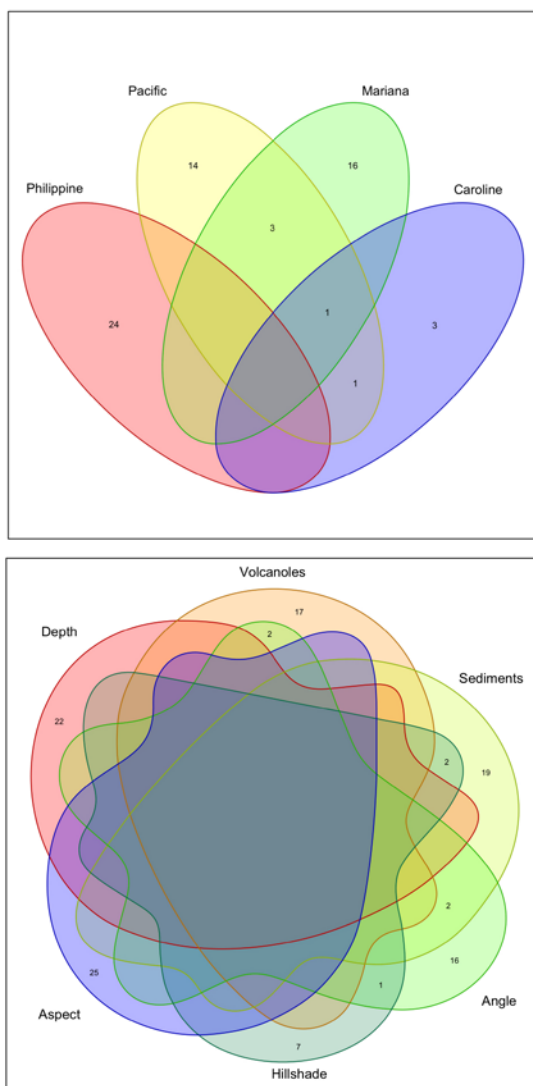 Pacific
Mariana
Philippine
Caroline
14
16
3
24
1
3
1
Volcanoles
17
Depth
2
Sediments
22
2
19
2
25
16
1
Angle
Aspect
7
Hillshade